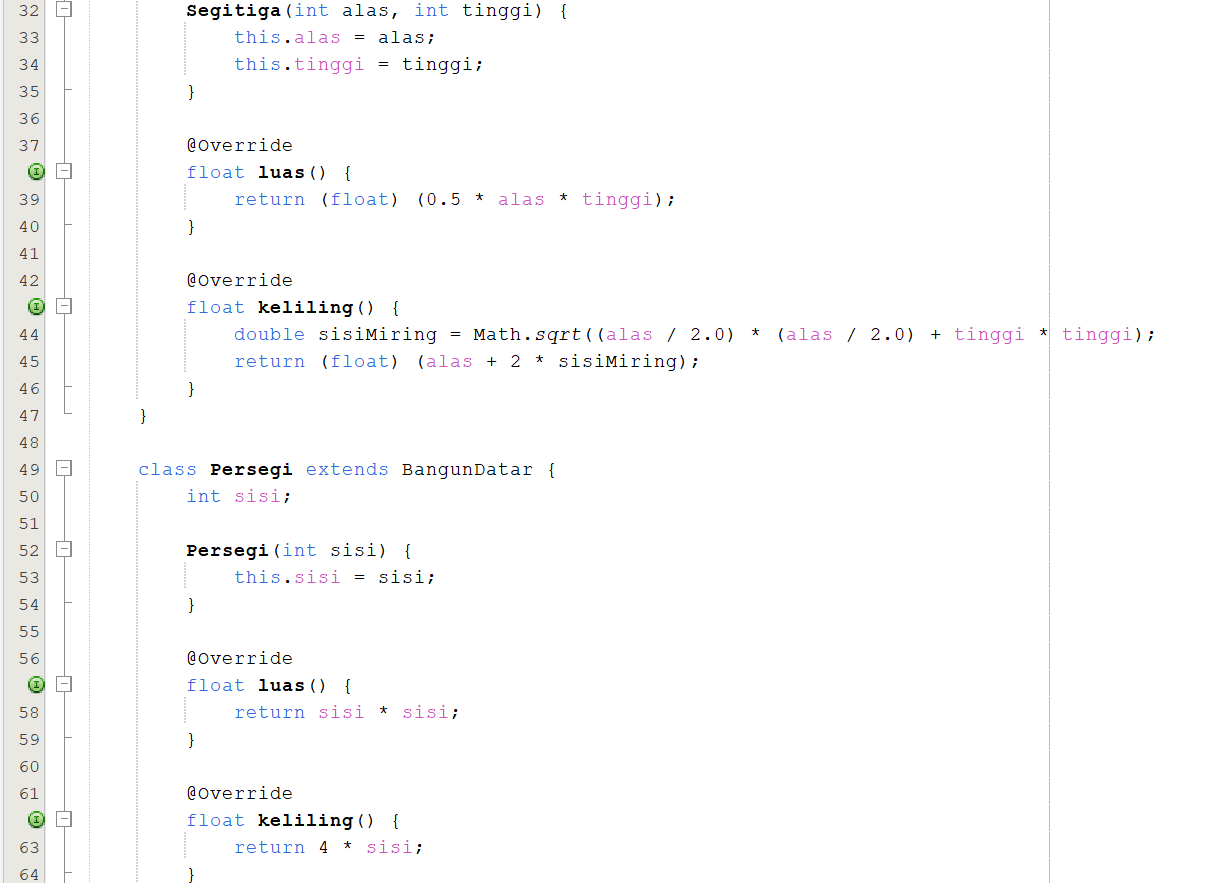 32 Segitiga(int alas, int tinggi) {
33 this.alas = alas;
34 this.tinggi = tinggi;
35 }
36
37 @Override
float luas() {
39 return (float) (0.5 * alas * tinggi);
40 }
41
42 @Override
float keliling() {
44 double sisiMiring = Math.sqrt((alas / 2.0) * (alas / 2.0) + tinggi * tinggi);
45 return (float) (alas + 2 * sisiMiring);
46 }
47 }
48
49 class Persegi extends BangunDatar {
50 int sisi;
51
52 Persegi(int sisi) {
53 this.sisi = sisi;
54 }
55
56 @Override
float luas() {
58 return sisi * sisi;
59 }
60
61 @Override
float keliling() {
63 return 4 * sisi;
64 }